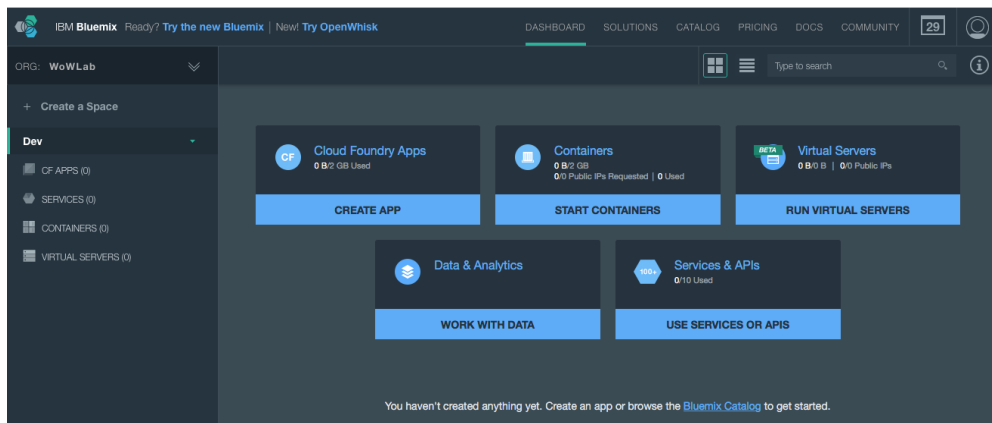 IBM Bluemix Ready? Try the new Bluemix | New! Try OpenWhisk
DASHBOARD SOLUTIONS CATALOG PRICING DOCS COMMUNITY 29
ORG: WoWLab
Type to search
+ Create a Space
Dev
CF APPS (0)
SERVICES (0)
CONTAINERS (0)
VIRTUAL SERVERS (0)
CF
Cloud Foundry Apps
0 B/2 GB Used
CREATE APP
Containers
0 B/2 GB
0/0 Public IPs Requested | 0 Used
START CONTAINERS
BETA
Virtual Servers
0 B/0 B | 0/0 Public IPs
RUN VIRTUAL SERVERS
Data & Analytics
WORK WITH DATA
100+
Services & APIs
0/10 Used
USE SERVICES OR APIS
You haven't created anything yet. Create an app or browse the Bluemix Catalog to get started.